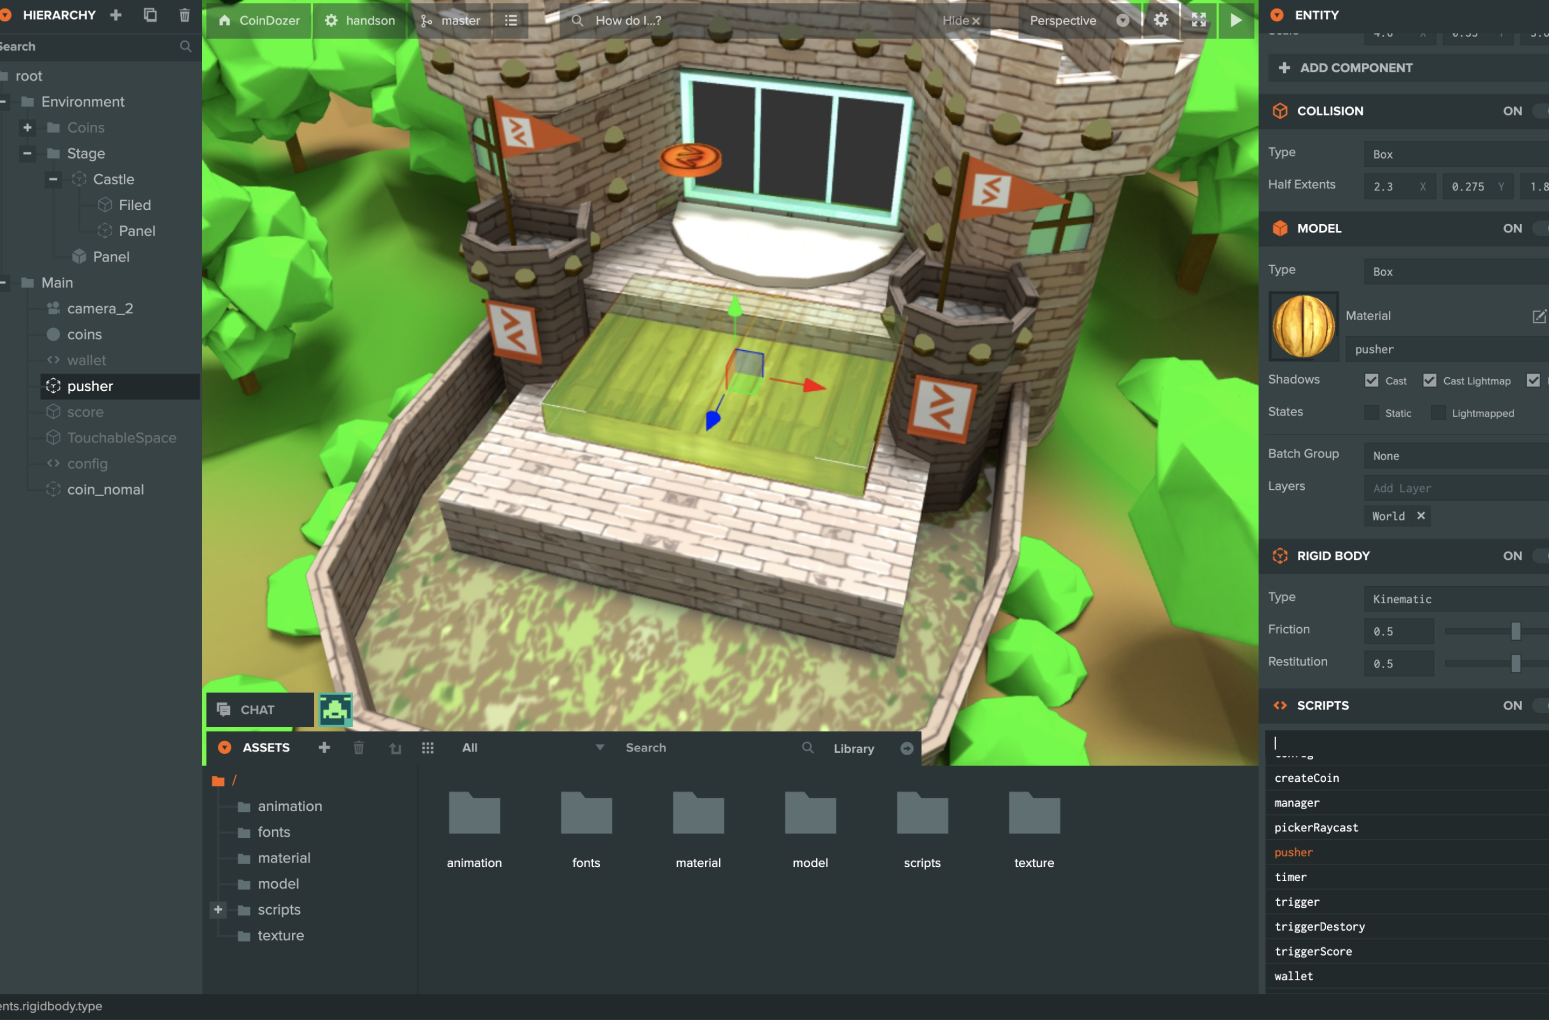 HIERARCHY
Search
root
Environment
Coins
Stage
Castle
Filed
Panel
Panel
Main
camera_2
coins
wallet
pusher
score
TouchableSpace
config
coin_nomal
ents.rigidbody.type
CoinDozer
handson
master
How do I...?
Hide ×
Perspective
CHAT
ASSETS
All
Search
Library
/
animation
fonts
material
model
scripts
texture
animation
fonts
material
model
scripts
texture
ENTITY
ADD COMPONENT
COLLISION ON
Type Box
Half Extents 2.3 X 0.275 Y 1.8
MODEL ON
Type Box
Material
pusher
Shadows Cast Cast Lightmap
States Static Lightmapped
Batch Group None
Layers Add Layer
World ×
RIGID BODY ON
Type Kinematic
Friction 0.5
Restitution 0.5
SCRIPTS ON
config
createCoin
manager
pickerRaycast
pusher
timer
trigger
triggerDestory
triggerScore
wallet